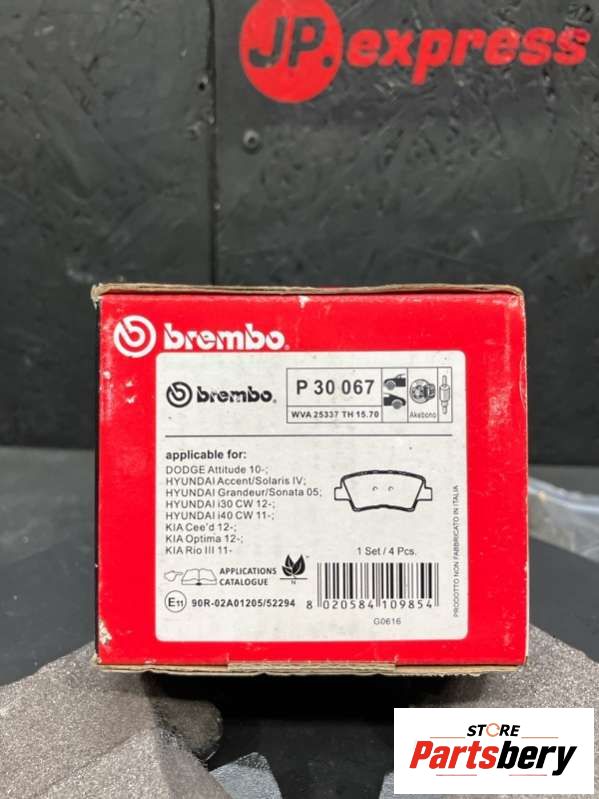 JP.express
brembo
brembo
P 30 067
WVA 25337 TH 15.70
Akebono
applicable for:
DODGE Attitude 10-;
HYUNDAI Accent/Solaris IV;
HYUNDAI Grandeur/Sonata 05;
HYUNDAI i30 CW 12-;
HYUNDAI i40 CW 11-;
KIA Cee'd 12-;
KIA Optima 12-;
KIA Rio III 11-
1 Set / 4 Pcs.
APPLICATIONS
CATALOGUE
N
E11 90R-02A01205/52294
8 020584 109854
G0616
PRODOTTO NON FABBRICATO IN ITALIA
STORE
Partsbery